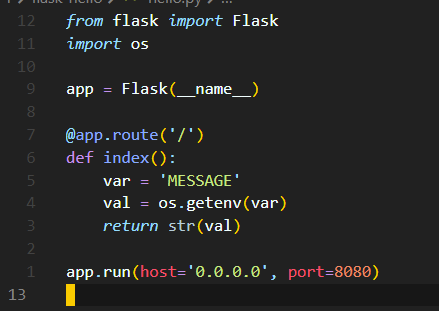 flask-hello > hello.py > ...
12 from flask import Flask
11 import os
10
9 app = Flask(__name__)
8
7 @app.route('/')
6 def index():
5     var = 'MESSAGE'
4     val = os.getenv(var)
3     return str(val)
2
1 app.run(host='0.0.0.0', port=8080)
13